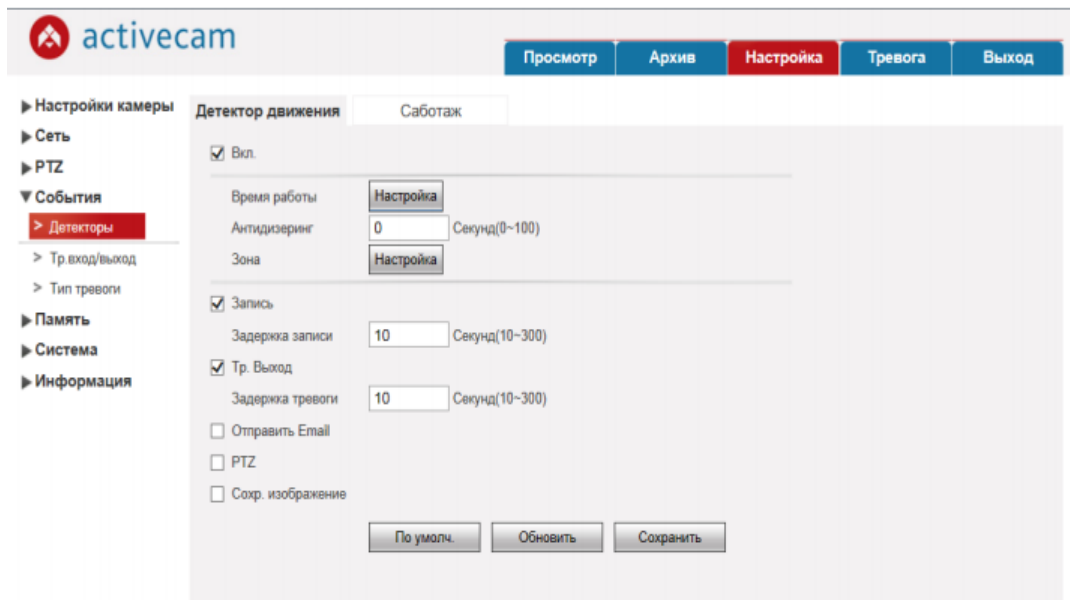 activecam
Просмотр Архив Настройка Тревога Выход
Настройки камеры
Сеть
PTZ
События
> Детекторы
> Тр.вход/выход
> Тип тревоги
Память
Система
Информация
Детектор движения Саботаж
Вкл.
Время работы Настройка
Антидизеринг 0 Секунд(0~100)
Зона Настройка
Запись
Задержка записи 10 Секунд(10~300)
Тр. Выход
Задержка тревоги 10 Секунд(10~300)
Отправить Email
PTZ
Сохр. изображение
По умолч. Обновить Сохранить